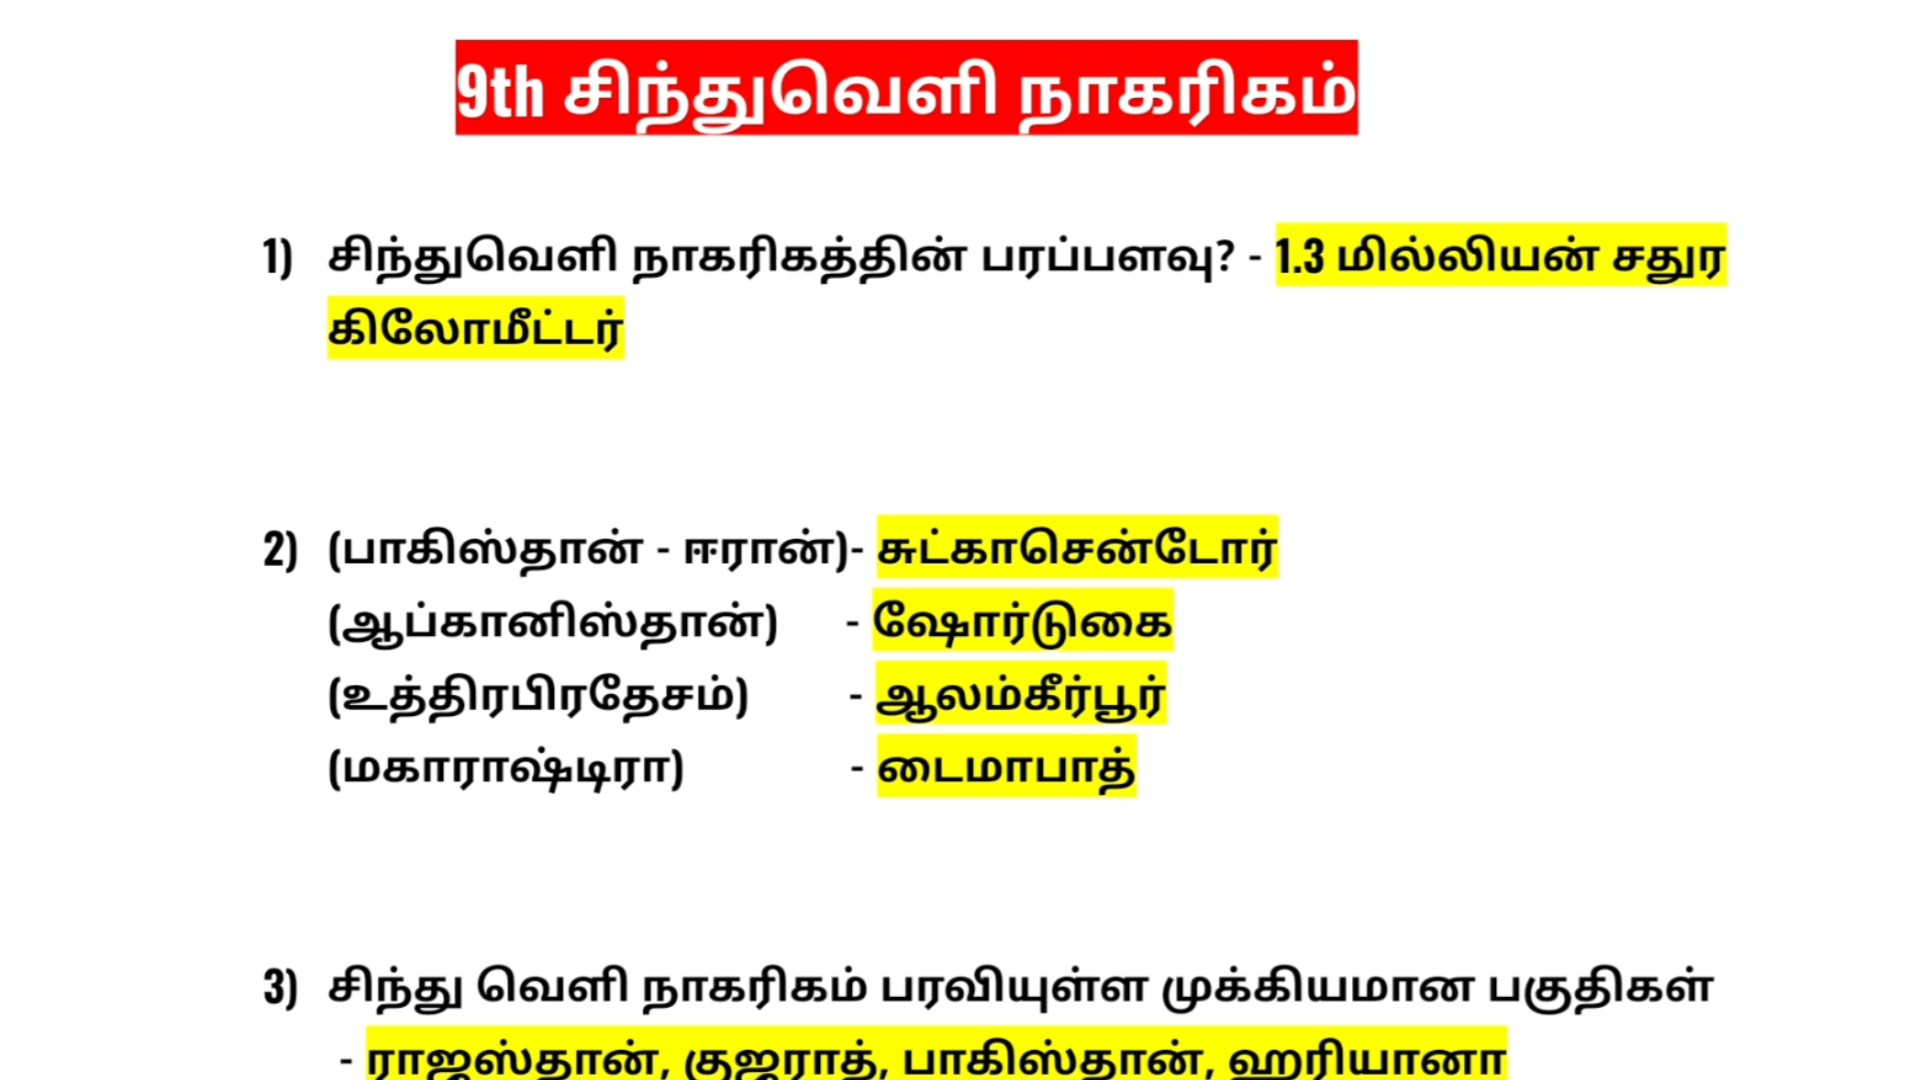 9th சிந்துவெளி நாகரிகம்
1) சிந்துவெளி நாகரிகத்தின் பரப்பளவு? - 1.3 மில்லியன் சதுர
கிலோமீட்டர்
2) (பாகிஸ்தான் - ஈரான்)- சுட்காசென்டோர்
(ஆப்கானிஸ்தான்) - ஷோர்டுகை
(உத்திரபிரதேசம்) - ஆலம்கீர்பூர்
(மகாராஷ்டிரா) - டைமாபாத்
3) சிந்து வெளி நாகரிகம் பரவியுள்ள முக்கியமான பகுதிகள்
- ராஜஸ்தான், குஜராத், பாகிஸ்தான், ஹரியானா